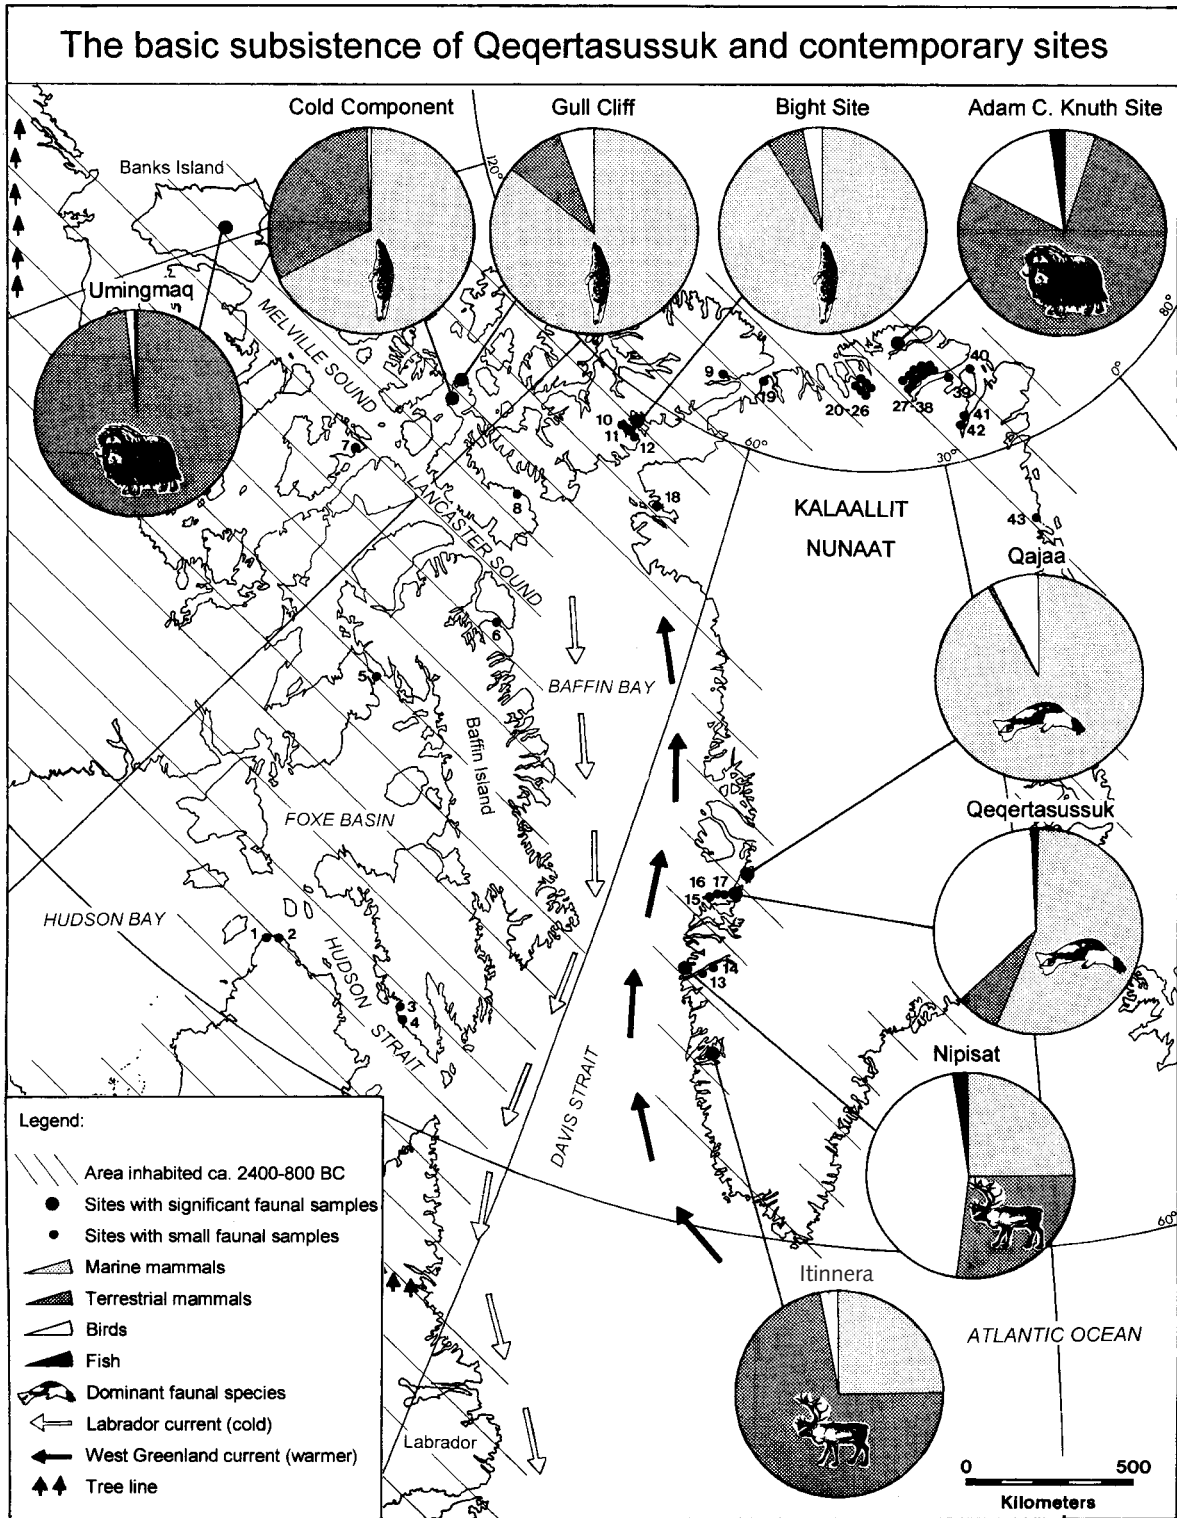 The basic subsistence of Qeqertasussuk and contemporary sites
Cold Component
Gull Cliff
Bight Site
Adam C. Knuth Site
120°
Banks Island
80°
Umingmaq
MELVILLE SOUND
0°
9
19
20-26
27-38
40
39
41
42
10
11
12
60°
30°
7
LANCASTER SOUND
8
18
KALAALLIT
NUNAAT
43
Qajaa
6
5
BAFFIN BAY
Baffin Island
FOXE BASIN
Qeqertasussuk
16
17
15
HUDSON BAY
1
2
HUDSON STRAIT
14
13
3
4
Nipisat
DAVIS STRAIT
60°
Itinnera
ATLANTIC OCEAN
Labrador
Legend:
Area inhabited ca. 2400-800 BC
Sites with significant faunal samples
Sites with small faunal samples
Marine mammals
Terrestrial mammals
Birds
Fish
Dominant faunal species
Labrador current (cold)
West Greenland current (warmer)
Tree line
0
500
Kilometers